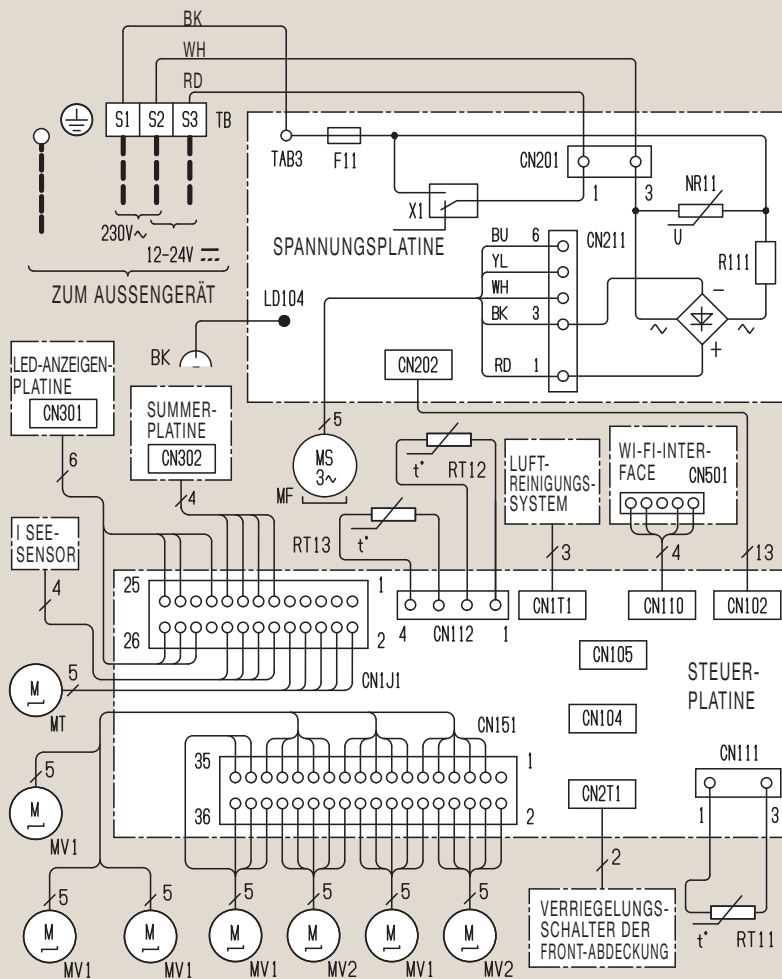 BK
WH
RD
S1 S2 S3 TB
230V~
12-24V
ZUM AUSSENGERÄT
TAB3
F11
X1
CN201
1 3
NR11
U
R111
SPANNUNGSPLATINE
BU 6
YL
WH
BK 3
RD 1
CN211
~ − ~
+
LD104
BK
CN202
LED-ANZEIGEN-
PLATINE
CN301
6
SUMMER-
PLATINE
CN302
4
5
MS
3~
MF
t°
RT12
t°
RT13
LUFT-
REINIGUNGS-
SYSTEM
3
WI-FI-INTER-
FACE
CN501
4
13
I SEE-
SENSOR
4
25 1
26 2
CN1J1
4 CN112 1
CN1T1
CN110
CN102
CN105
STEUER-
PLATINE
CN104
5
M
MT
CN151
35 1
36 2
CN111
1 3
CN2T1
5
M
MV1
2
5
M
MV1
5
M
MV1
5
M
MV1
5
M
MV2
5
M
MV1
5
M
MV2
VERRIEGELUNGS-
SCHALTER DER
FRONT-ABDECKUNG
t°
RT11